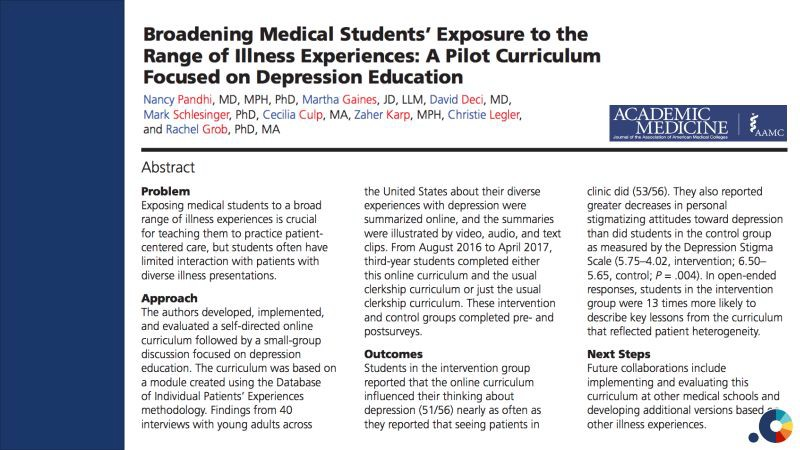 Broadening Medical Students' Exposure to the
Range of Illness Experiences: A Pilot Curriculum
Focused on Depression Education
Nancy Pandhi, MD, MPH, PhD, Martha Gaines, JD, LLM, David Deci, MD,
Mark Schlesinger, PhD, Cecilia Culp, MA, Zaher Karp, MPH, Christie Legler,
and Rachel Grob, PhD, MA
ACADEMIC
MEDICINE
Journal of the Association of American Medical Colleges
AAMC
Abstract
Problem
Exposing medical students to a broad
range of illness experiences is crucial
for teaching them to practice patient-
centered care, but students often have
limited interaction with patients with
diverse illness presentations.
Approach
The authors developed, implemented,
and evaluated a self-directed online
curriculum followed by a small-group
discussion focused on depression
education. The curriculum was based on
a module created using the Database
of Individual Patients' Experiences
methodology. Findings from 40
interviews with young adults across
the United States about their diverse
experiences with depression were
summarized online, and the summaries
were illustrated by video, audio, and text
clips. From August 2016 to April 2017,
third-year students completed either
this online curriculum and the usual
clerkship curriculum or just the usual
clerkship curriculum. These intervention
and control groups completed pre- and
postsurveys.
Outcomes
Students in the intervention group
reported that the online curriculum
influenced their thinking about
depression (51/56) nearly as often as
they reported that seeing patients in
clinic did (53/56). They also reported
greater decreases in personal
stigmatizing attitudes toward depression
than did students in the control group
as measured by the Depression Stigma
Scale (5.75–4.02, intervention; 6.50–
5.65, control; P = .004). In open-ended
responses, students in the intervention
group were 13 times more likely to
describe key lessons from the curriculum
that reflected patient heterogeneity.
Next Steps
Future collaborations include
implementing and evaluating this
curriculum at other medical schools and
developing additional versions based
other illness experiences.